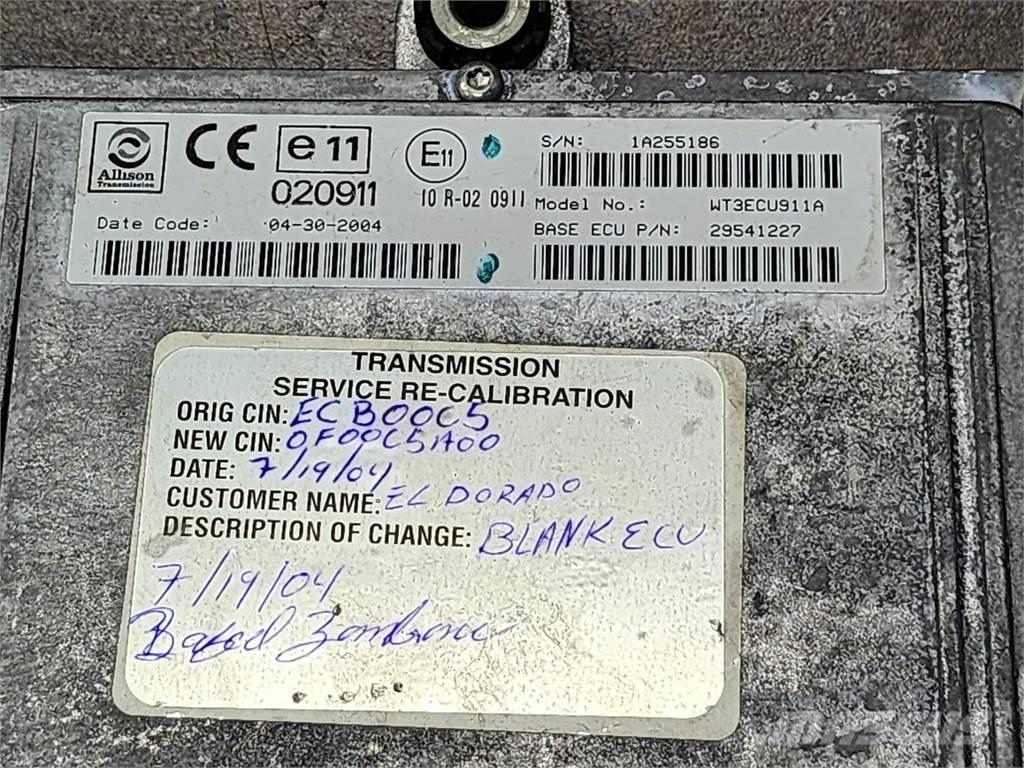 Allison
Transmission
CE
e11
020911
E11
10 R-02 0911
S/N: 1A255186
Model No.: WT3ECU911A
Date Code: 04-30-2004
BASE ECU P/N: 29541227
TRANSMISSION
SERVICE RE-CALIBRATION
ORIG CIN: ECB00C5
NEW CIN: 0F00C51A00
DATE: 7/19/04
CUSTOMER NAME: EL DORADO
DESCRIPTION OF CHANGE: BLANK ECU
7/19/04